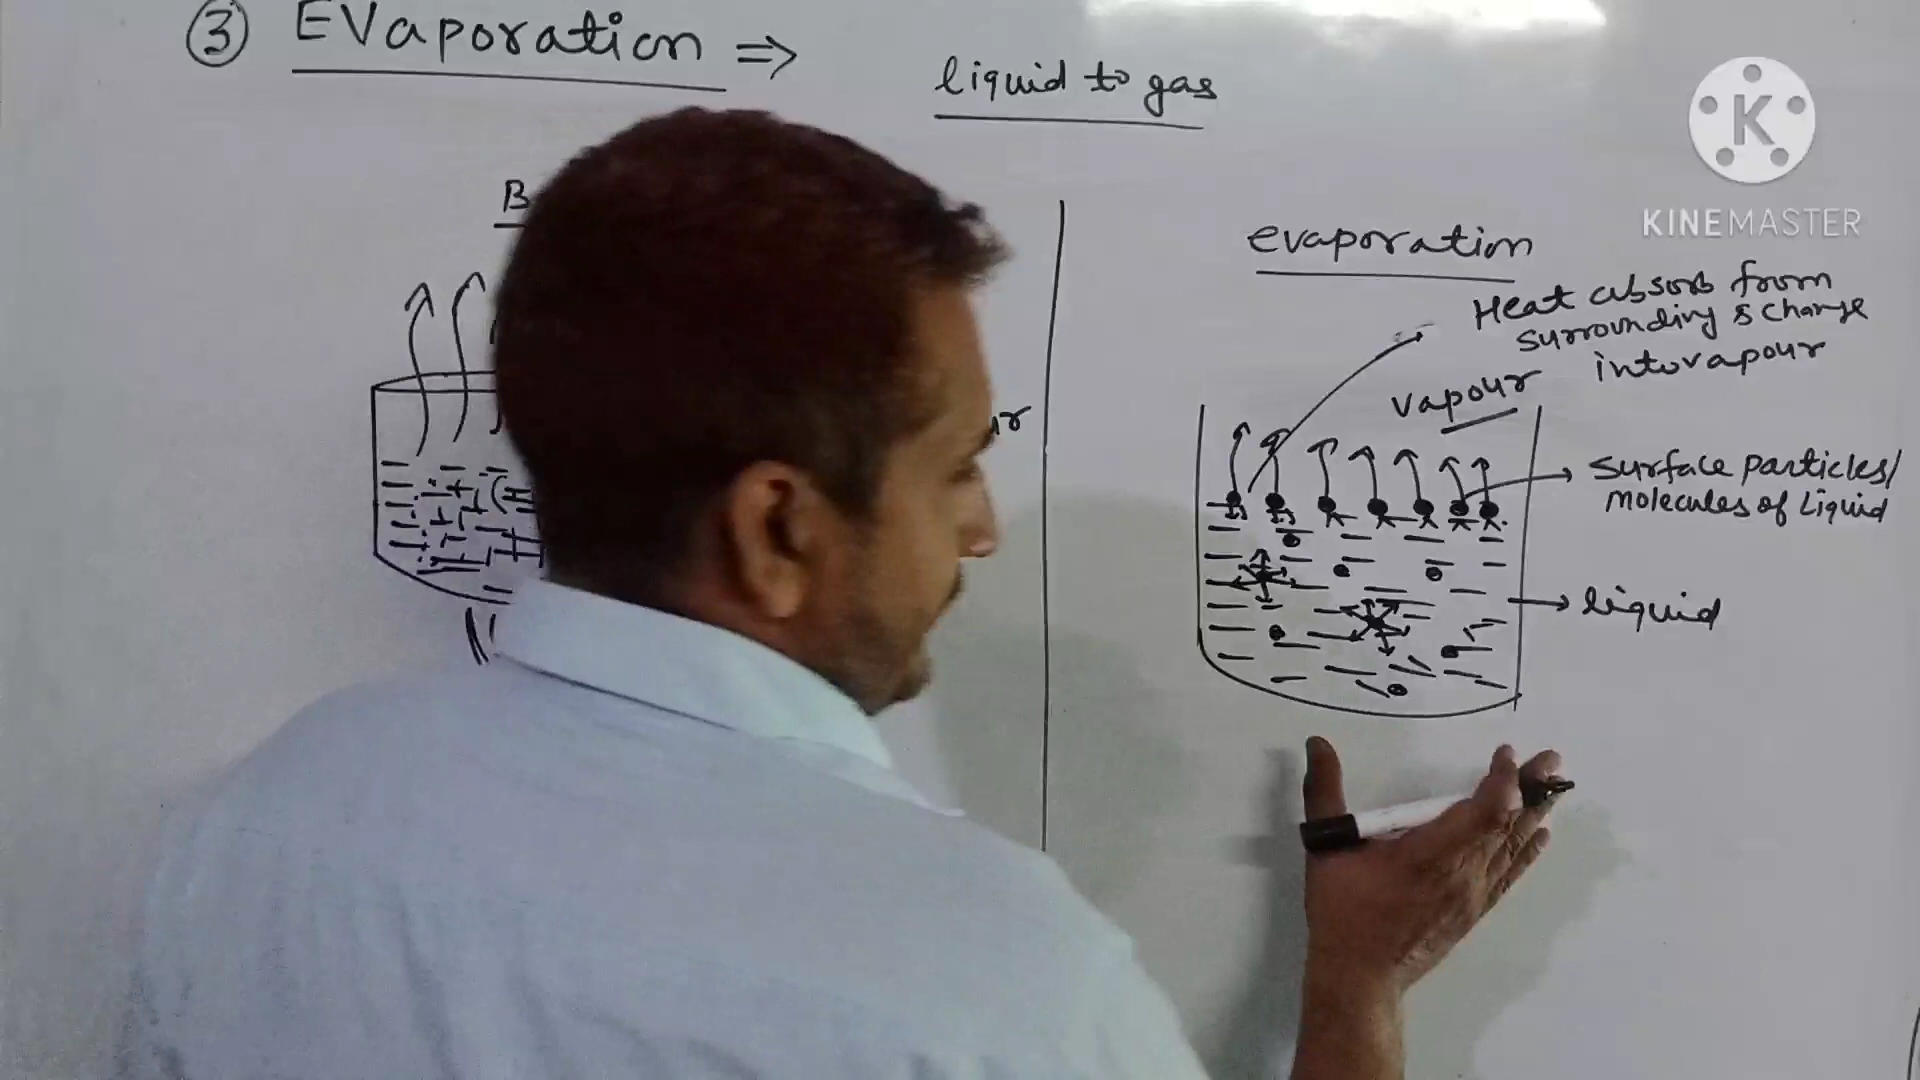 ③ Evaporation ⇒
liquid to gas
B
evaporation
Heat absorb from
surrounding & change
into vapour
vapour
surface particles/
molecules of liquid
liquid
K
KINEMASTER